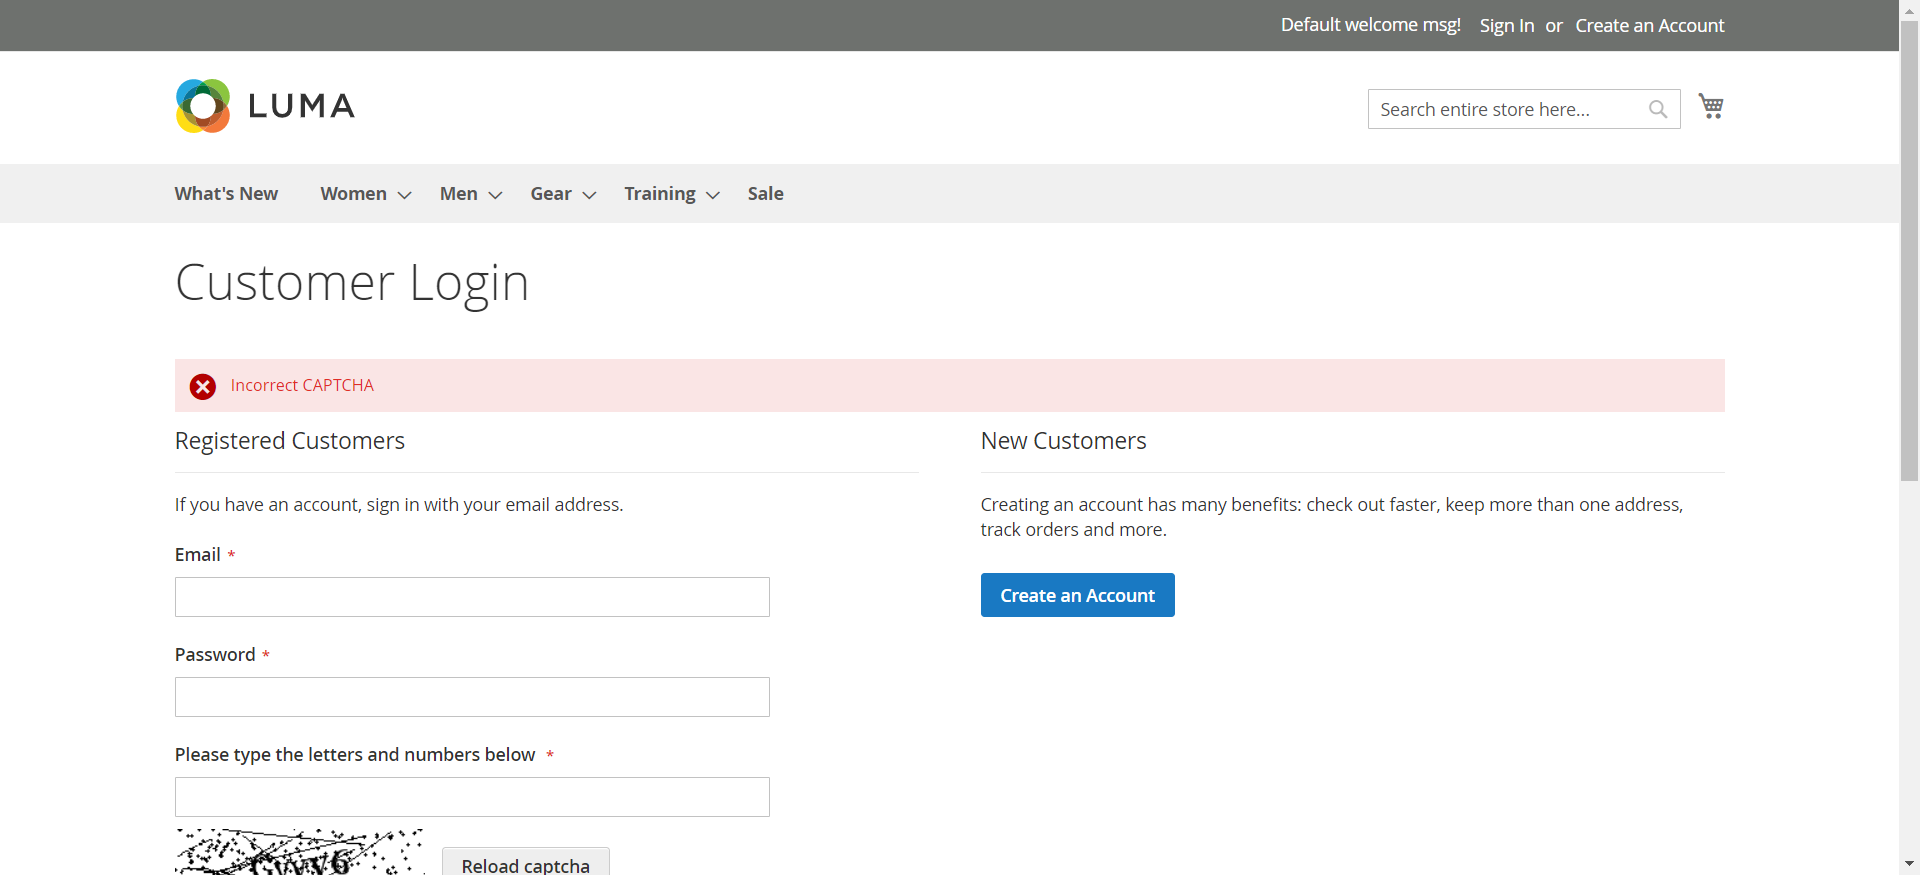 Default welcome msg! Sign In or Create an Account
LUMA
Search entire store here...
What's New Women Men Gear Training Sale
Customer Login
Incorrect CAPTCHA
Registered Customers
If you have an account, sign in with your email address.
Email *
Password *
Please type the letters and numbers below *
Reload captcha
New Customers
Creating an account has many benefits: check out faster, keep more than one address,
track orders and more.
Create an Account